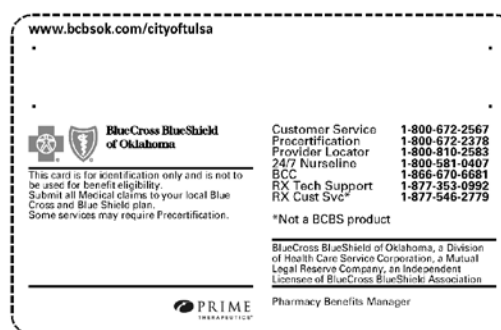 www.bcbsok.com/cityoftulsa
BlueCross BlueShield
of Oklahoma
This card is for identification only and is not to
be used for benefit eligibility.
Submit all Medical claims to your local Blue
Cross and Blue Shield plan.
Some services may require Precertification.
Customer Service 1-800-672-2567
Precertification 1-800-672-2378
Provider Locator 1-800-810-2583
24/7 Nurseline 1-800-581-0407
BCC 1-866-670-6681
RX Tech Support 1-877-353-0992
RX Cust Svc* 1-877-546-2779
*Not a BCBS product
BlueCross BlueShield of Oklahoma, a Division
of Health Care Service Corporation, a Mutual
Legal Reserve Company, an Independent
Licensee of BlueCross BlueShield Association
PRIME
THERAPEUTICS
Pharmacy Benefits Manager